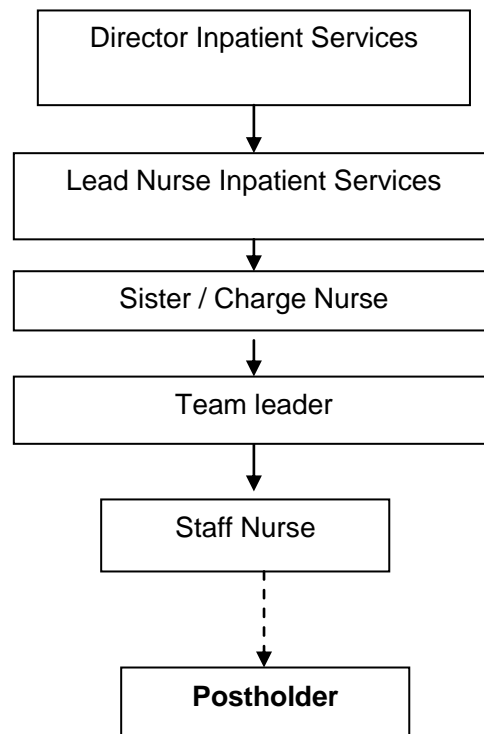 Director Inpatient Services
Lead Nurse Inpatient Services
Sister / Charge Nurse
Team leader
Staff Nurse
Postholder